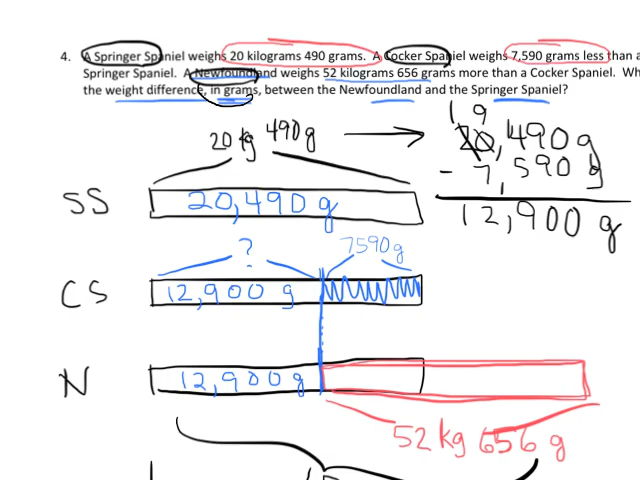 4. A Springer Spaniel weighs 20 kilograms 490 grams. A Cocker Spaniel weighs 7,590 grams less than a
Springer Spaniel. A Newfoundland weighs 52 kilograms 656 grams more than a Cocker Spaniel. Wh
the weight difference, in grams, between the Newfoundland and the Springer Spaniel?
20 kg 490 g
1 9
20,490 g
- 7,590 g
12,900 g
SS 20,490 g
? 7590 g
CS 12,900 g
N 12,900 g
52 kg 656 g